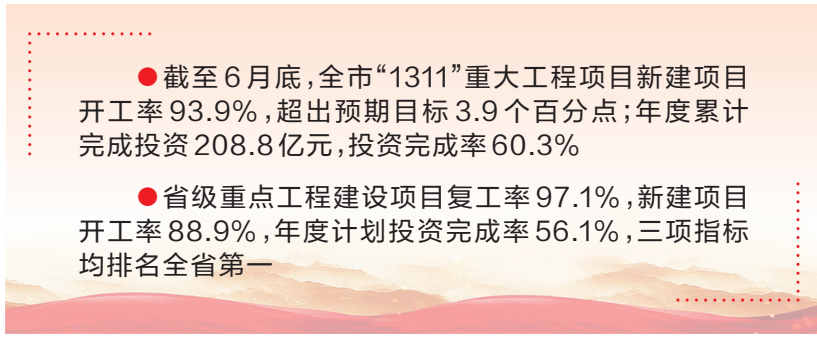 ●截至6月底,全市“1311”重大工程项目新建项目
开工率93.9%,超出预期目标3.9个百分点;年度累计
完成投资208.8亿元,投资完成率60.3%
●省级重点工程建设项目复工率97.1%,新建项目
开工率88.9%,年度计划投资完成率56.1%,三项指标
均排名全省第一